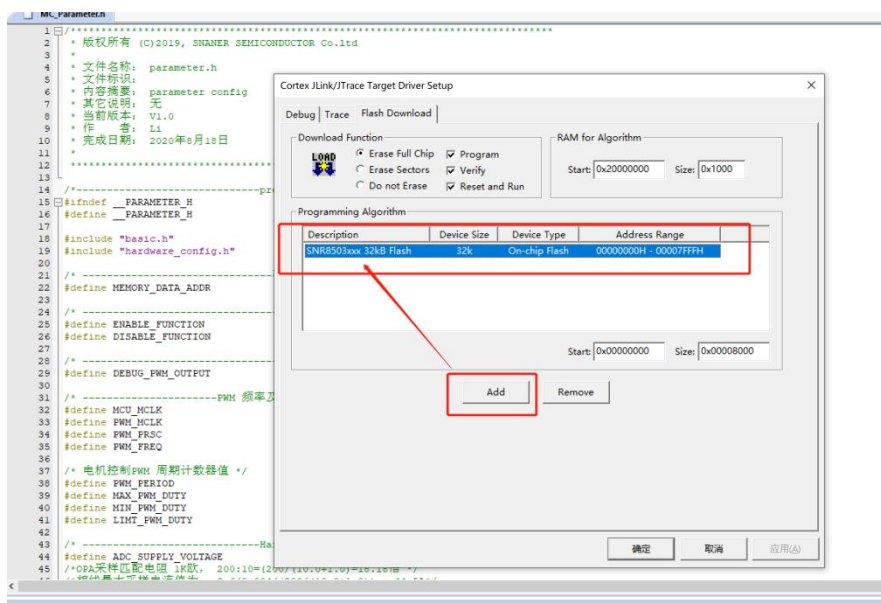 MC_Parameter.h
1 /******************************************************************************
2 * 版权所有 (C)2019, SNANER SEMICONDUCTOR Co.ltd
3 *
4 * 文件名称: parameter.h
5 * 文件标识:
6 * 内容摘要: parameter config
7 * 其它说明: 无
8 * 当前版本: V1.0
9 * 作 者: Li
10 * 完成日期: 2020年8月18日
11 *
12 **********************************
13
14 /*------------------------------
15 #ifndef __PARAMETER_H
16 #define __PARAMETER_H
17
18 #include "basic.h"
19 #include "hardware_config.h"
20
21 /* --------------------------------
22 #define MEMORY_DATA_ADDR
23
24 /* --------------------------------
25 #define ENABLE_FUNCTION
26 #define DISABLE_FUNCTION
27
28 /* --------------------------------
29 #define DEBUG_PWM_OUTPUT
30
31 /* ----------------------PWM 频率及
32 #define MCU_MCLK
33 #define PWM_MCLK
34 #define PWM_PRSC
35 #define PWM_FREQ
36
37 /* 电机控制PWM 周期计数器值 */
38 #define PWM_PERIOD
39 #define MAX_PWM_DUTY
40 #define MIN_PWM_DUTY
41 #define LIMT_PWM_DUTY
42
43 /* -----------------------------Ha
44 #define ADC_SUPPLY_VOLTAGE
45 /*OPA采样匹配电阻 1K欧, 200:10=(200/(10.0+1.0)=18.18倍 */
Cortex JLink/JTrace Target Driver Setup
Debug Trace Flash Download
Download Function
LOAD
Erase Full Chip Program
Erase Sectors Verify
Do not Erase Reset and Run
RAM for Algorithm
Start: 0x20000000 Size: 0x1000
Programming Algorithm
Description Device Size Device Type Address Range
SNR8503xxx 32kB Flash 32k On-chip Flash 00000000H - 00007FFFH
Start: 0x00000000 Size: 0x00008000
Add Remove
确定 取消 应用(A)